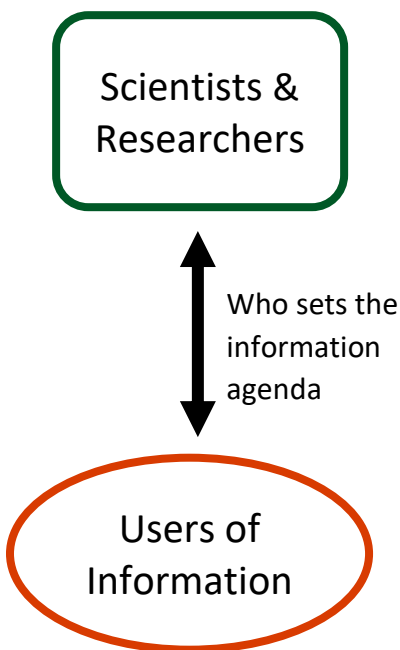 Scientists &
Researchers
Who sets the
information
agenda
Users of
Information